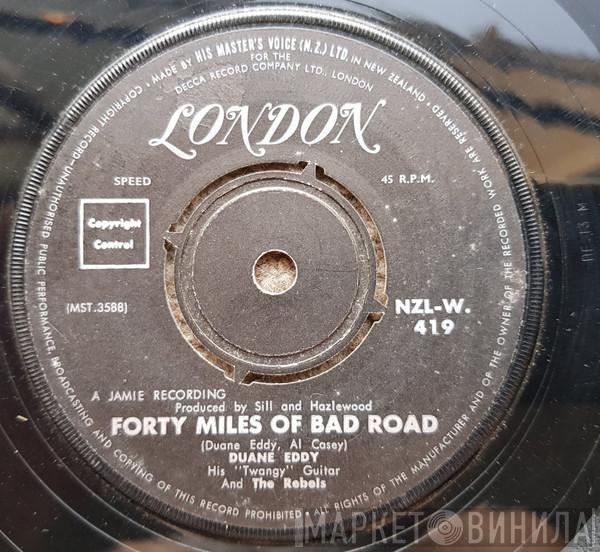 MADE BY HIS MASTER'S VOICE (N.Z.) LTD. IN NEW ZEALAND
FOR THE
DECCA RECORD COMPANY LTD., LONDON
LONDON
SPEED
45 R.P.M.
Copyright
Control
(MST.3588)
NZL-W.
419
A JAMIE RECORDING
Produced by Sill and Hazlewood
FORTY MILES OF BAD ROAD
(Duane Eddy, Al Casey)
DUANE EDDY
His "Twangy" Guitar
And The Rebels
• ALL RIGHTS OF THE MANUFACTURER AND OF THE OWNER OF THE RECORDED WORK ARE RESERVED •
COPYRIGHT RECORD—UNAUTHORISED PUBLIC PERFORMANCE, BROADCASTING AND COPYING OF THIS RECORD PROHIBITED
МАРКЕТ ВИНИЛА